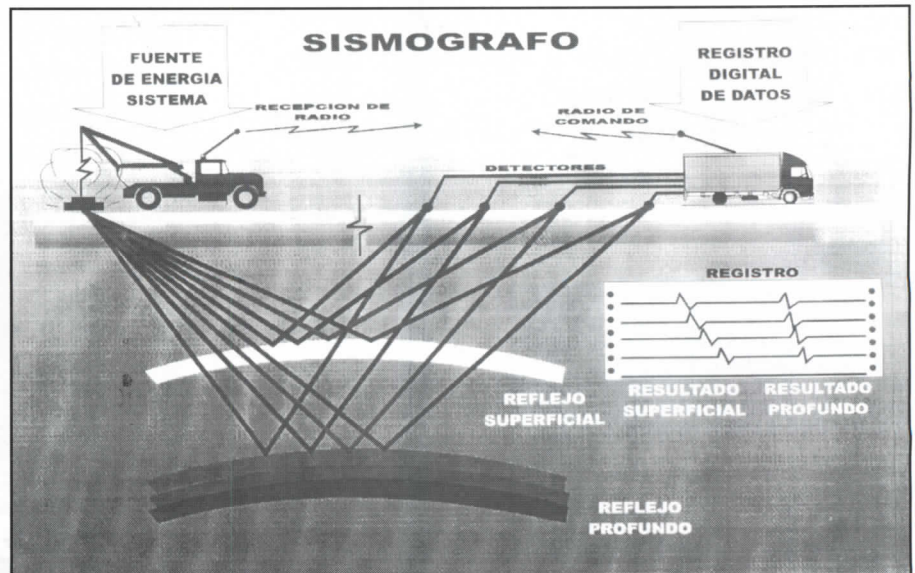 SISMOGRAFO
FUENTE
DE ENERGIA
SISTEMA
REGISTRO
DIGITAL
DE DATOS
RECEPCION DE
RADIO
RADIO DE
COMANDO
DETECTORES
REGISTRO
REFLEJO
SUPERFICIAL
RESULTADO
SUPERFICIAL
RESULTADO
PROFUNDO
REFLEJO
PROFUNDO